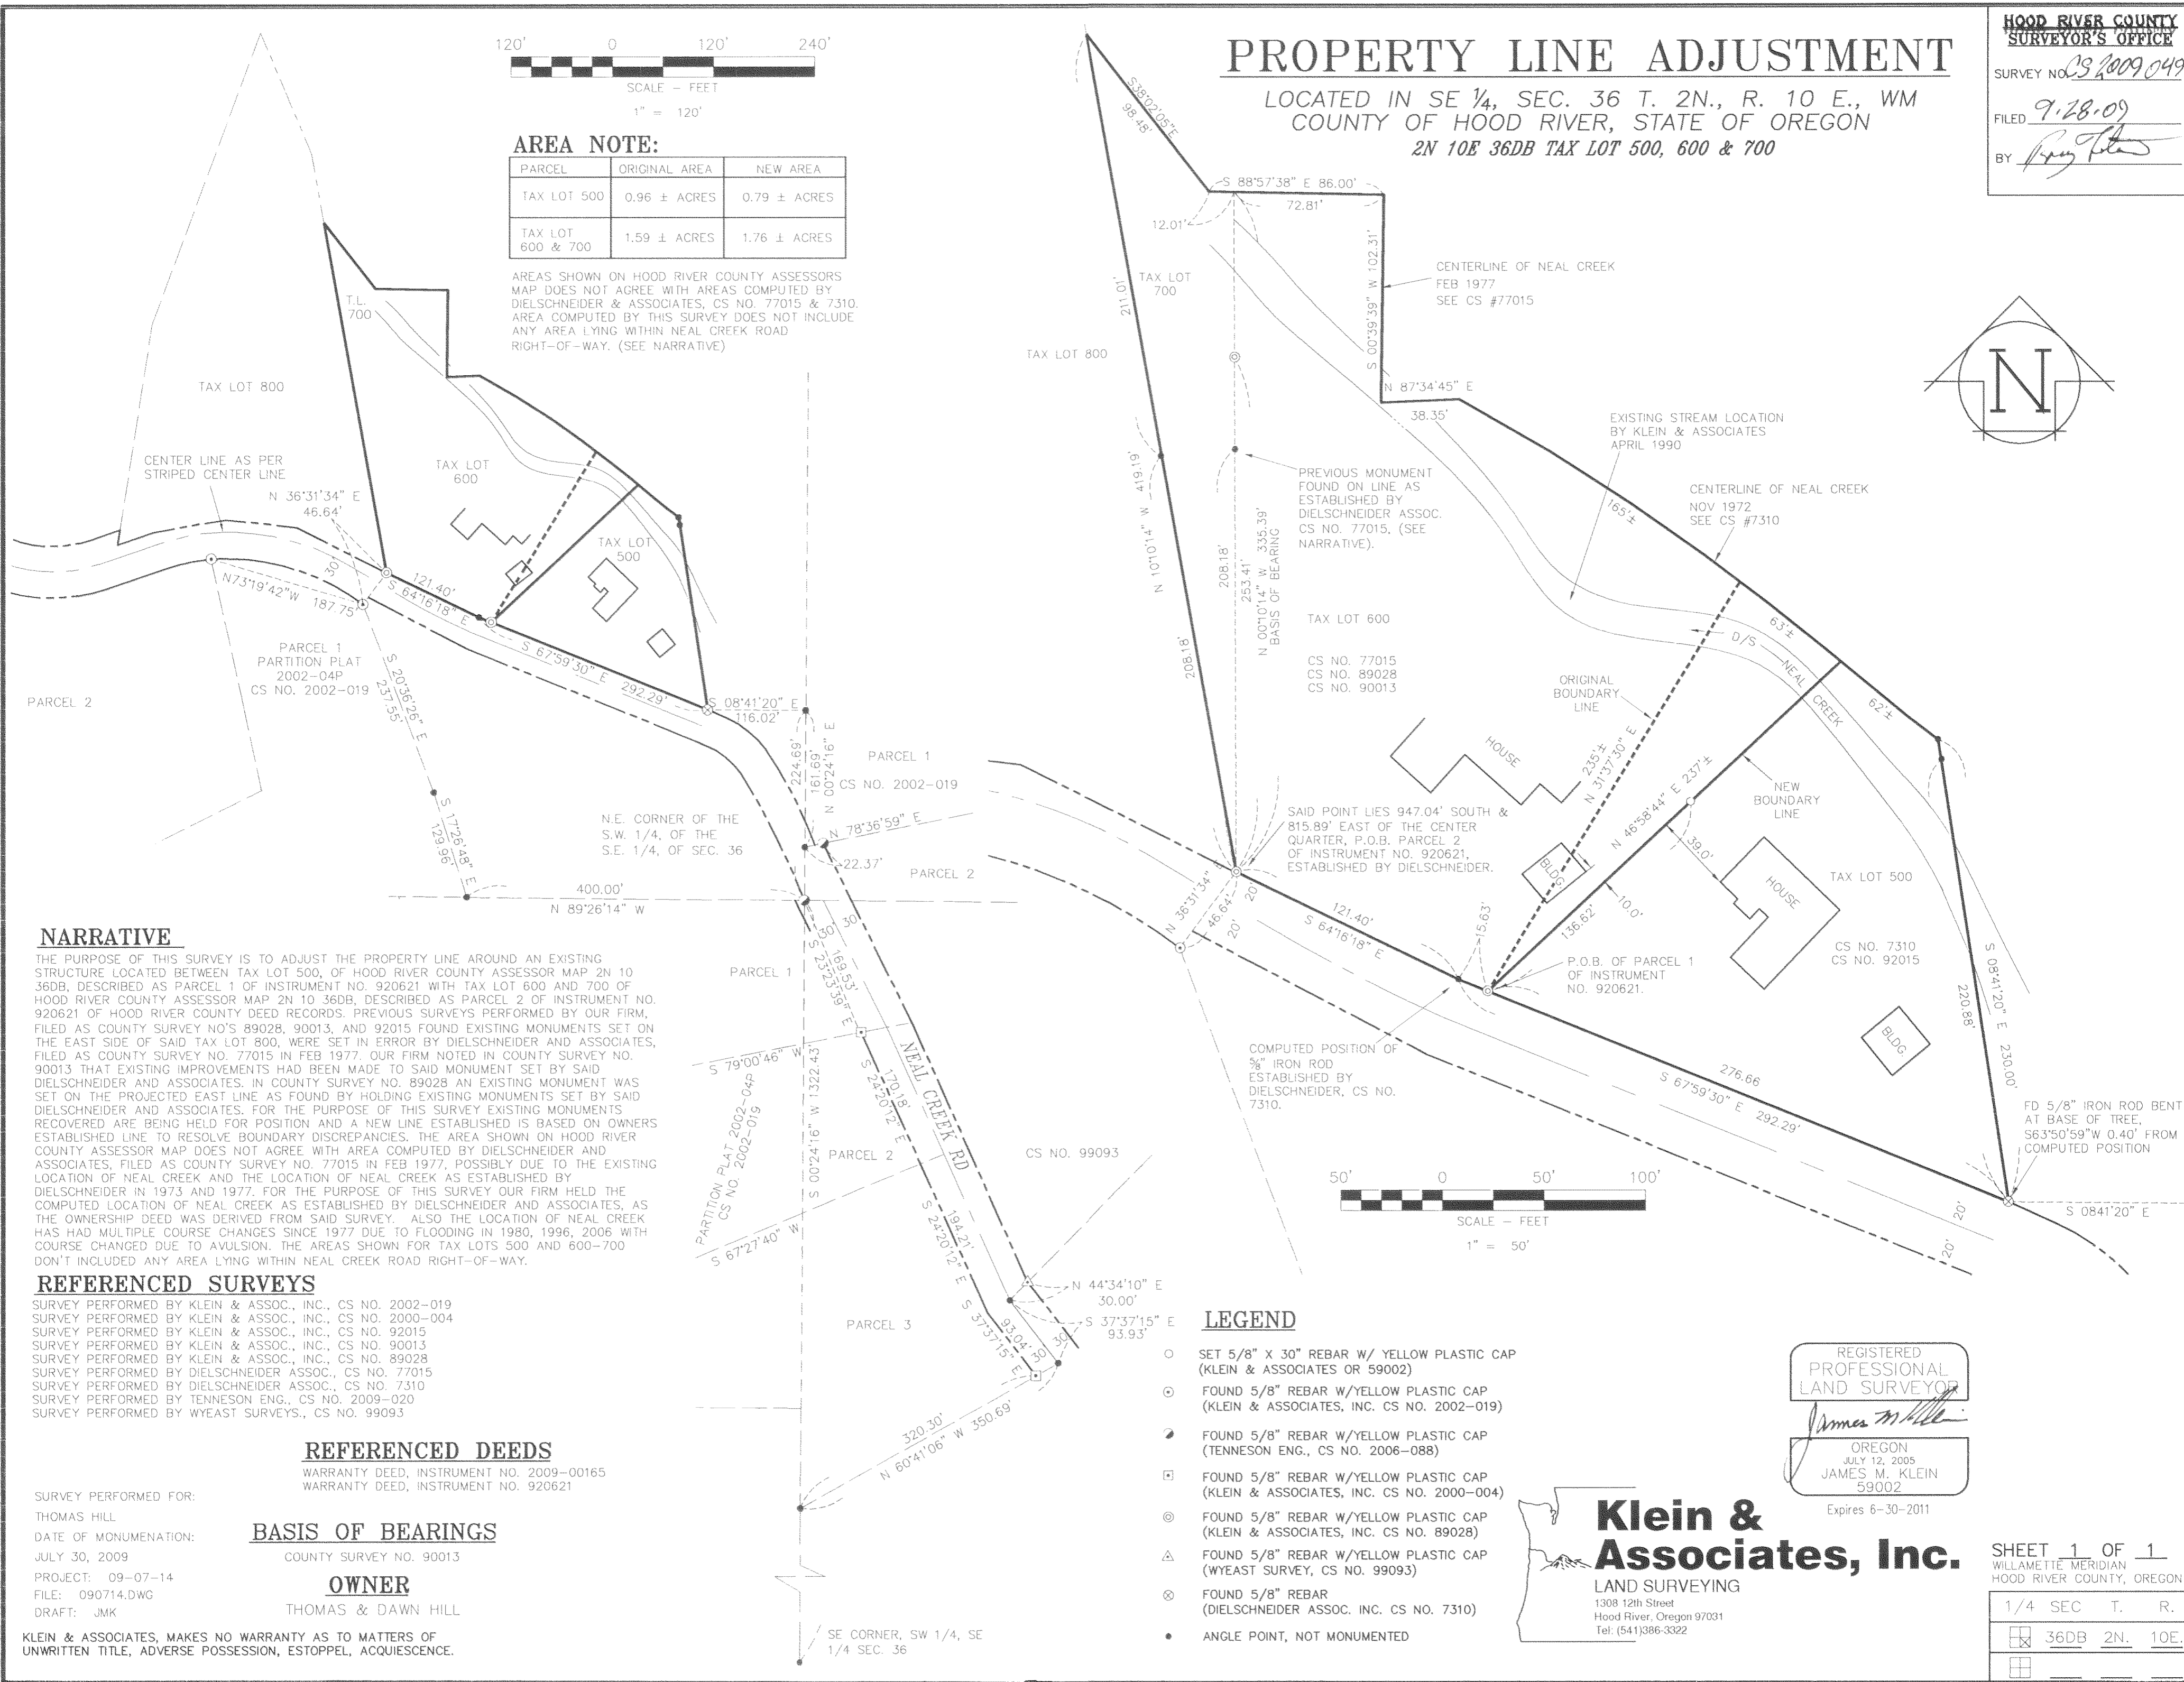 PROPERTY LINE ADJUSTMENT
LOCATED IN SE ¼, SEC. 36 T. 2N., R. 10 E., WM
COUNTY OF HOOD RIVER, STATE OF OREGON
2N 10E 36DB TAX LOT 500, 600 & 700
HOOD RIVER COUNTY
SURVEYOR'S OFFICE
SURVEY NO. CS 2009 049
FILED 9.28.09
BY
120' 0 120' 240'
SCALE – FEET
1" = 120'
AREA NOTE:
PARCEL ORIGINAL AREA NEW AREA
TAX LOT 500 0.96 ± ACRES 0.79 ± ACRES
TAX LOT
600 & 700 1.59 ± ACRES 1.76 ± ACRES
AREAS SHOWN ON HOOD RIVER COUNTY ASSESSORS
MAP DOES NOT AGREE WITH AREAS COMPUTED BY
DIELSCHNEIDER & ASSOCIATES, CS NO. 77015 & 7310.
AREA COMPUTED BY THIS SURVEY DOES NOT INCLUDE
ANY AREA LYING WITHIN NEAL CREEK ROAD
RIGHT–OF–WAY. (SEE NARRATIVE)
T.L.
700
TAX LOT 800
CENTER LINE AS PER
STRIPED CENTER LINE
N 36°31'34" E
46.64'
TAX LOT
600
TAX LOT
500
30'
N73°19'42"W 187.75'
121.40'
S 64°16'18" E
S 67°59'30" E 292.29'
PARCEL 1
PARTITION PLAT
2002–04P
CS NO. 2002–019
PARCEL 2
S 20°36'26" E
237.55'
S 08°41'20" E
116.02'
224.69'
161.69'
N 00°24'16" E
PARCEL 1
CS NO. 2002–019
S 17°26'48" E
129.96'
N.E. CORNER OF THE
S.W. 1/4, OF THE
S.E. 1/4, OF SEC. 36
N 78°36'59" E
22.37'
PARCEL 2
400.00'
N 89°26'14" W
30' 30'
S 23°23'39" E
169.53'
PARCEL 1
S 79°00'46" W
PARTITION PLAT 2002–04P
CS NO. 2002–019
S 00°24'16" W 1322.43'
170.18'
S 24°20'12" E
NEAL CREEK RD
PARCEL 2
CS NO. 99093
S 67°27'40" W
194.21'
S 24°20'12" E
N 44°34'10" E
30.00'
S 37°37'15" E
93.93'
93.04'
S 37°37'15" E
30' 30'
PARCEL 3
320.30'
N 60°41'06" W 350.69'
SE CORNER, SW 1/4, SE
1/4 SEC. 36
S38°02'05"E
98.48'
S 88°57'38" E 86.00'
72.81'
12.01'
TAX LOT
700
211.01'
S 00°39'39" W 102.31'
CENTERLINE OF NEAL CREEK
FEB 1977
SEE CS #77015
TAX LOT 800
N 87°34'45" E
38.35'
EXISTING STREAM LOCATION
BY KLEIN & ASSOCIATES
APRIL 1990
N
CENTERLINE OF NEAL CREEK
NOV 1972
SEE CS #7310
165'±
PREVIOUS MONUMENT
FOUND ON LINE AS
ESTABLISHED BY
DIELSCHNEIDER ASSOC.
CS NO. 77015, (SEE
NARRATIVE).
N 10°10'14" W 419.19'
208.18'
208.18'
253.41'
N 00°10'14" W 335.39'
BASIS OF BEARING
TAX LOT 600
CS NO. 77015
CS NO. 89028
CS NO. 90013
63'±
D/S
NEAL CREEK
62'±
ORIGINAL
BOUNDARY
LINE
HOUSE
235'±
N 31°37'30" E
N 46°58'44" E 237'±
NEW
BOUNDARY
LINE
SAID POINT LIES 947.04' SOUTH &
815.89' EAST OF THE CENTER
QUARTER, P.O.B. PARCEL 2
OF INSTRUMENT NO. 920621,
ESTABLISHED BY DIELSCHNEIDER.
BLDG.
39.0'
10.0'
136.62'
HOUSE
TAX LOT 500
CS NO. 7310
CS NO. 92015
N 36°31'34" E
46.64'
20'
20'
121.40'
S 64°16'18" E
15.63'
P.O.B. OF PARCEL 1
OF INSTRUMENT
NO. 920621.
S 08°41'20" E 230.00'
220.88'
BLDG.
COMPUTED POSITION OF
⅝" IRON ROD
ESTABLISHED BY
DIELSCHNEIDER, CS NO.
7310.
276.66
S 67°59'30" E 292.29'
FD 5/8" IRON ROD BENT
AT BASE OF TREE,
S63°50'59"W 0.40' FROM
COMPUTED POSITION
S 0841'20" E
20'
20'
50' 0 50' 100'
SCALE – FEET
1" = 50'
NARRATIVE
THE PURPOSE OF THIS SURVEY IS TO ADJUST THE PROPERTY LINE AROUND AN EXISTING
STRUCTURE LOCATED BETWEEN TAX LOT 500, OF HOOD RIVER COUNTY ASSESSOR MAP 2N 10
36DB, DESCRIBED AS PARCEL 1 OF INSTRUMENT NO. 920621 WITH TAX LOT 600 AND 700 OF
HOOD RIVER COUNTY ASSESSOR MAP 2N 10 36DB, DESCRIBED AS PARCEL 2 OF INSTRUMENT NO.
920621 OF HOOD RIVER COUNTY DEED RECORDS. PREVIOUS SURVEYS PERFORMED BY OUR FIRM,
FILED AS COUNTY SURVEY NO'S 89028, 90013, AND 92015 FOUND EXISTING MONUMENTS SET ON
THE EAST SIDE OF SAID TAX LOT 800, WERE SET IN ERROR BY DIELSCHNEIDER AND ASSOCIATES,
FILED AS COUNTY SURVEY NO. 77015 IN FEB 1977. OUR FIRM NOTED IN COUNTY SURVEY NO.
90013 THAT EXISTING IMPROVEMENTS HAD BEEN MADE TO SAID MONUMENT SET BY SAID
DIELSCHNEIDER AND ASSOCIATES. IN COUNTY SURVEY NO. 89028 AN EXISTING MONUMENT WAS
SET ON THE PROJECTED EAST LINE AS FOUND BY HOLDING EXISTING MONUMENTS SET BY SAID
DIELSCHNEIDER AND ASSOCIATES. FOR THE PURPOSE OF THIS SURVEY EXISTING MONUMENTS
RECOVERED ARE BEING HELD FOR POSITION AND A NEW LINE ESTABLISHED IS BASED ON OWNERS
ESTABLISHED LINE TO RESOLVE BOUNDARY DISCREPANCIES. THE AREA SHOWN ON HOOD RIVER
COUNTY ASSESSOR MAP DOES NOT AGREE WITH AREA COMPUTED BY DIELSCHNEIDER AND
ASSOCIATES, FILED AS COUNTY SURVEY NO. 77015 IN FEB 1977, POSSIBLY DUE TO THE EXISTING
LOCATION OF NEAL CREEK AND THE LOCATION OF NEAL CREEK AS ESTABLISHED BY
DIELSCHNEIDER IN 1973 AND 1977. FOR THE PURPOSE OF THIS SURVEY OUR FIRM HELD THE
COMPUTED LOCATION OF NEAL CREEK AS ESTABLISHED BY DIELSCHNEIDER AND ASSOCIATES, AS
THE OWNERSHIP DEED WAS DERIVED FROM SAID SURVEY. ALSO THE LOCATION OF NEAL CREEK
HAS HAD MULTIPLE COURSE CHANGES SINCE 1977 DUE TO FLOODING IN 1980, 1996, 2006 WITH
COURSE CHANGED DUE TO AVULSION. THE AREAS SHOWN FOR TAX LOTS 500 AND 600–700
DON'T INCLUDED ANY AREA LYING WITHIN NEAL CREEK ROAD RIGHT–OF–WAY.
REFERENCED SURVEYS
SURVEY PERFORMED BY KLEIN & ASSOC., INC., CS NO. 2002–019
SURVEY PERFORMED BY KLEIN & ASSOC., INC., CS NO. 2000–004
SURVEY PERFORMED BY KLEIN & ASSOC., INC., CS NO. 92015
SURVEY PERFORMED BY KLEIN & ASSOC., INC., CS NO. 90013
SURVEY PERFORMED BY KLEIN & ASSOC., INC., CS NO. 89028
SURVEY PERFORMED BY DIELSCHNEIDER ASSOC., CS NO. 77015
SURVEY PERFORMED BY DIELSCHNEIDER ASSOC., CS NO. 7310
SURVEY PERFORMED BY TENNESON ENG., CS NO. 2009–020
SURVEY PERFORMED BY WYEAST SURVEYS., CS NO. 99093
REFERENCED DEEDS
WARRANTY DEED, INSTRUMENT NO. 2009–00165
WARRANTY DEED, INSTRUMENT NO. 920621
SURVEY PERFORMED FOR:
THOMAS HILL
DATE OF MONUMENATION:
JULY 30, 2009
PROJECT: 09–07–14
FILE: 090714.DWG
DRAFT: JMK
BASIS OF BEARINGS
COUNTY SURVEY NO. 90013
OWNER
THOMAS & DAWN HILL
KLEIN & ASSOCIATES, MAKES NO WARRANTY AS TO MATTERS OF
UNWRITTEN TITLE, ADVERSE POSSESSION, ESTOPPEL, ACQUIESCENCE.
LEGEND
SET 5/8" X 30" REBAR W/ YELLOW PLASTIC CAP
(KLEIN & ASSOCIATES OR 59002)
FOUND 5/8" REBAR W/YELLOW PLASTIC CAP
(KLEIN & ASSOCIATES, INC. CS NO. 2002–019)
FOUND 5/8" REBAR W/YELLOW PLASTIC CAP
(TENNESON ENG., CS NO. 2006–088)
FOUND 5/8" REBAR W/YELLOW PLASTIC CAP
(KLEIN & ASSOCIATES, INC. CS NO. 2000–004)
FOUND 5/8" REBAR W/YELLOW PLASTIC CAP
(KLEIN & ASSOCIATES, INC. CS NO. 89028)
FOUND 5/8" REBAR W/YELLOW PLASTIC CAP
(WYEAST SURVEY, CS NO. 99093)
FOUND 5/8" REBAR
(DIELSCHNEIDER ASSOC. INC. CS NO. 7310)
ANGLE POINT, NOT MONUMENTED
Klein &
Associates, Inc.
LAND SURVEYING
1308 12th Street
Hood River, Oregon 97031
Tel: (541)386-3322
REGISTERED
PROFESSIONAL
LAND SURVEYOR
James M Klein
OREGON
JULY 12, 2005
JAMES M. KLEIN
59002
Expires 6–30–2011
SHEET 1 OF 1
WILLAMETTE MERIDIAN
HOOD RIVER COUNTY, OREGON
1/4 SEC T. R.
36DB 2N. 10E.